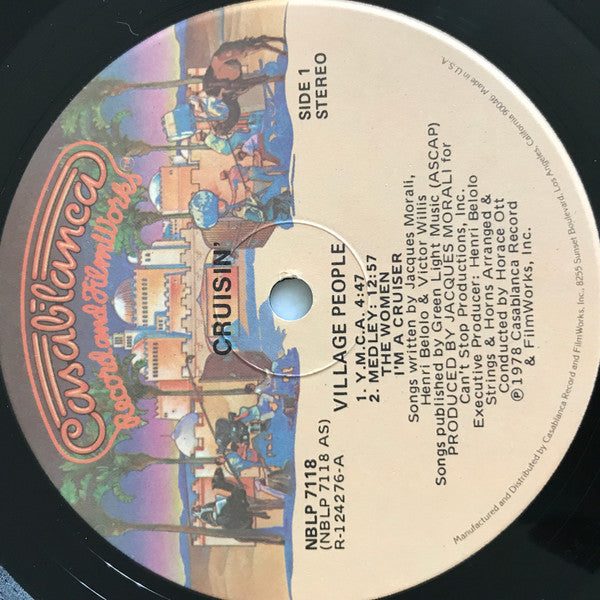 Casablanca
Record and FilmWorks
CRUISIN'
SIDE 1
STEREO
NBLP 7118
(NBLP 7118 AS)
R-124276-A
VILLAGE PEOPLE
1. Y.M.C.A. 4:47
2. MEDLEY: 12:57
THE WOMEN
I'M A CRUISER
Songs written by Jacques Morali,
Henri Belolo & Victor Willis
Songs published by Green Light Music (ASCAP)
PRODUCED BY JACQUES MORALI for
Can't Stop Productions, Inc.
Executive Producer: Henri Belolo
Strings & Horns Arranged &
Conducted by Horace Ott
℗1978 Casablanca Record
& FilmWorks, Inc.
Manufactured and Distributed by Casablanca Record and FilmWorks, Inc., 8255 Sunset Boulevard, Los Angeles, California 90046 Made in U.S.A.